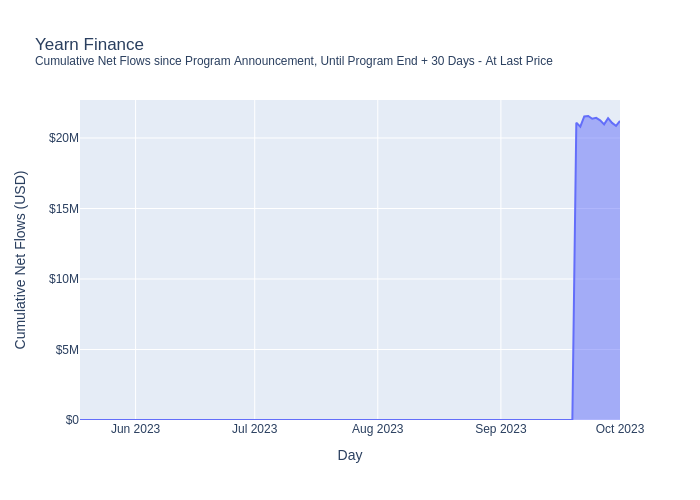 Yearn Finance
Cumulative Net Flows since Program Announcement, Until Program End + 30 Days - At Last Price
Cumulative Net Flows (USD)
$20M
$15M
$10M
$5M
$0
Jun 2023
Jul 2023
Aug 2023
Sep 2023
Oct 2023
Day